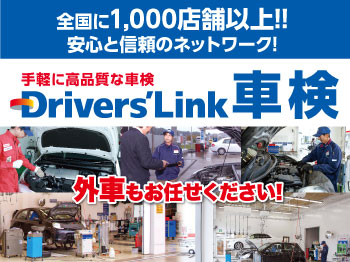 全国に1,000店舗以上!!
安心と信頼のネットワーク!
手軽に高品質な車検
Drivers'Link 車検
外車もお任せください!